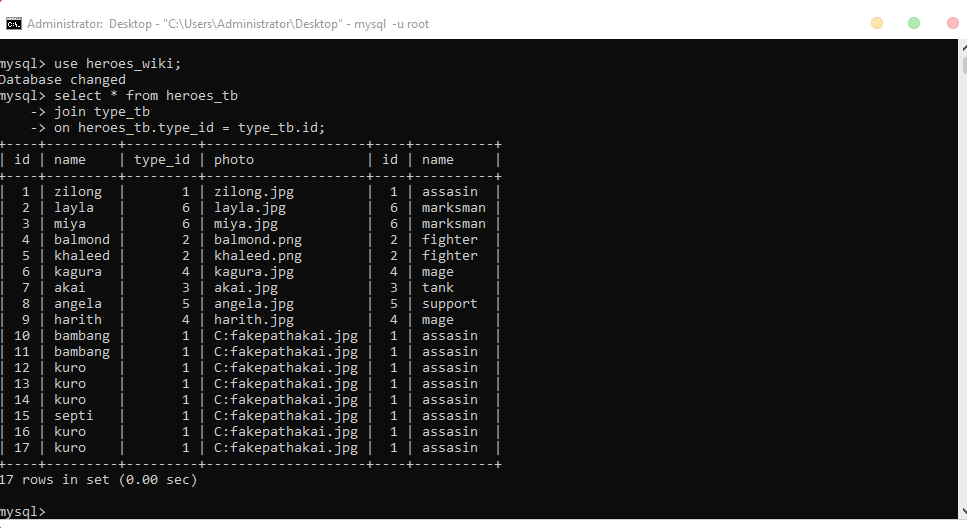 Administrator: Desktop - "C:\Users\Administrator\Desktop" - mysql -u root
mysql> use heroes_wiki;
Database changed
mysql> select * from heroes_tb
    -> join type_tb
    -> on heroes_tb.type_id = type_tb.id;
+----+---------+---------+--------------------+----+----------+
| id | name    | type_id | photo              | id | name     |
+----+---------+---------+--------------------+----+----------+
|  1 | zilong  |       1 | zilong.jpg         |  1 | assasin  |
|  2 | layla   |       6 | layla.jpg          |  6 | marksman |
|  3 | miya    |       6 | miya.jpg           |  6 | marksman |
|  4 | balmond |       2 | balmond.png        |  2 | fighter  |
|  5 | khaleed |       2 | khaleed.png        |  2 | fighter  |
|  6 | kagura  |       4 | kagura.jpg         |  4 | mage     |
|  7 | akai    |       3 | akai.jpg           |  3 | tank     |
|  8 | angela  |       5 | angela.jpg         |  5 | support  |
|  9 | harith  |       4 | harith.jpg         |  4 | mage     |
| 10 | bambang |       1 | C:fakepathakai.jpg |  1 | assasin  |
| 11 | bambang |       1 | C:fakepathakai.jpg |  1 | assasin  |
| 12 | kuro    |       1 | C:fakepathakai.jpg |  1 | assasin  |
| 13 | kuro    |       1 | C:fakepathakai.jpg |  1 | assasin  |
| 14 | kuro    |       1 | C:fakepathakai.jpg |  1 | assasin  |
| 15 | septi   |       1 | C:fakepathakai.jpg |  1 | assasin  |
| 16 | kuro    |       1 | C:fakepathakai.jpg |  1 | assasin  |
| 17 | kuro    |       1 | C:fakepathakai.jpg |  1 | assasin  |
+----+---------+---------+--------------------+----+----------+
17 rows in set (0.00 sec)
mysql>